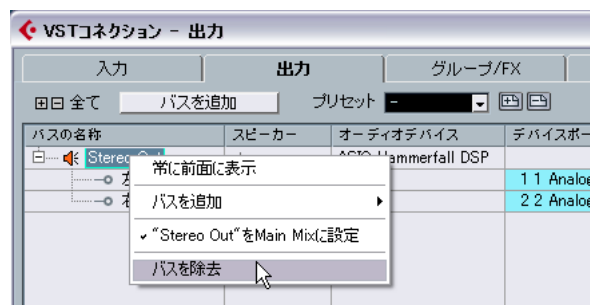 VSTコネクション - 出力
入力 出力 グループ/FX
全て バスを追加 プリセット -
バスの名称 スピーカー オーディオデバイス デバイスポー
Stereo Out ASIO Hammerfall DSP
常に前面に表示
左 1 1 Analog
バスを追加
2 2 Analog
"Stereo Out"をMain Mixに設定
バスを除去